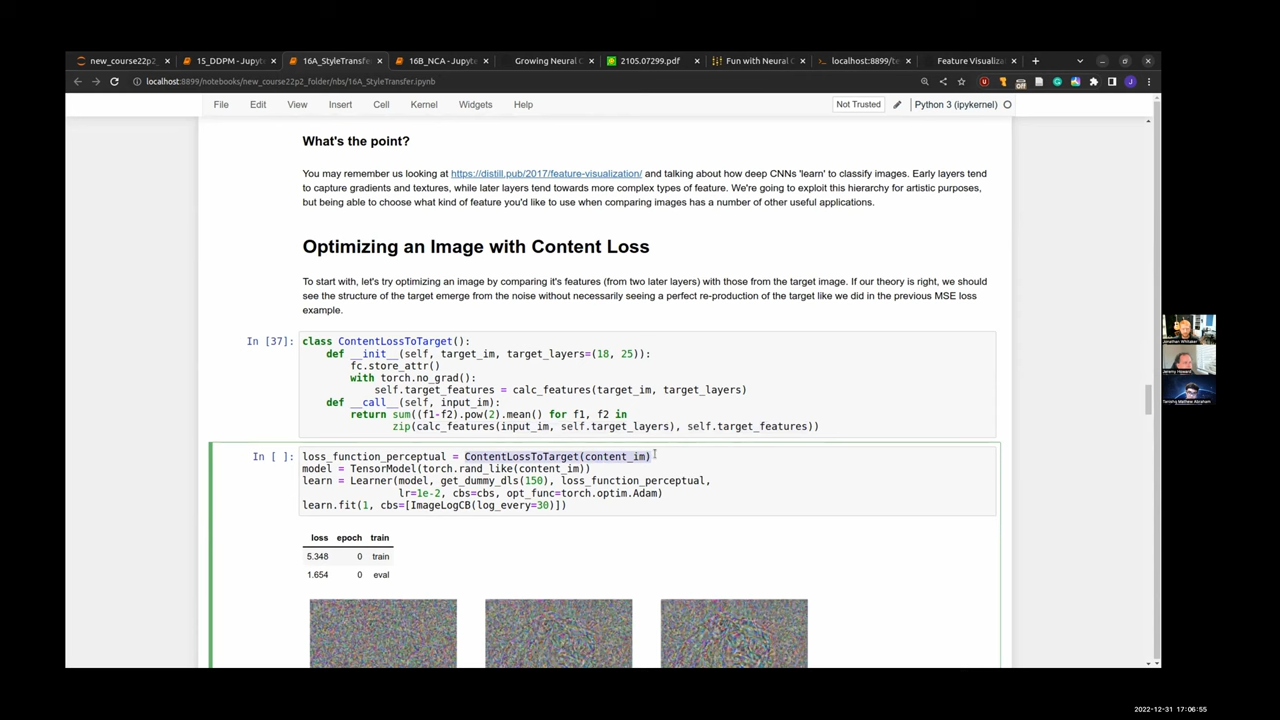 new_course22p2_
15_DDPM - Jupyt
16A_StyleTransfer
16B_NCA - Jupyte
Growing Neural C
2105.07299.pdf
Fun with Neural C
localhost:8899/te
Feature Visualiza
localhost:8899/notebooks/new_course22p2_folder/nbs/16A_StyleTransfer.ipynb
File Edit View Insert Cell Kernel Widgets Help
Not Trusted
Python 3 (ipykernel)
What's the point?
You may remember us looking at https://distill.pub/2017/feature-visualization/ and talking about how deep CNNs 'learn' to classify images. Early layers tend
to capture gradients and textures, while later layers tend towards more complex types of feature. We're going to exploit this hierarchy for artistic purposes,
but being able to choose what kind of feature you'd like to use when comparing images has a number of other useful applications.
Optimizing an Image with Content Loss
To start with, let's try optimizing an image by comparing it's features (from two later layers) with those from the target image. If our theory is right, we should
see the structure of the target emerge from the noise without necessarily seeing a perfect re-production of the target like we did in the previous MSE loss
example.
In [37]: class ContentLossToTarget():
def __init__(self, target_im, target_layers=(18, 25)):
fc.store_attr()
with torch.no_grad():
self.target_features = calc_features(target_im, target_layers)
def __call__(self, input_im):
return sum((f1-f2).pow(2).mean() for f1, f2 in
zip(calc_features(input_im, self.target_layers), self.target_features))
In [ ]: loss_function_perceptual = ContentLossToTarget(content_im)
model = TensorModel(torch.rand_like(content_im))
learn = Learner(model, get_dummy_dls(150), loss_function_perceptual,
lr=1e-2, cbs=cbs, opt_func=torch.optim.Adam)
learn.fit(1, cbs=[ImageLogCB(log_every=30)])
loss epoch train
5.348 0 train
1.654 0 eval
Jonathan Whitaker
Jeremy Howard
Tanishq Mathew Abraham
2022-12-31 17:06:55